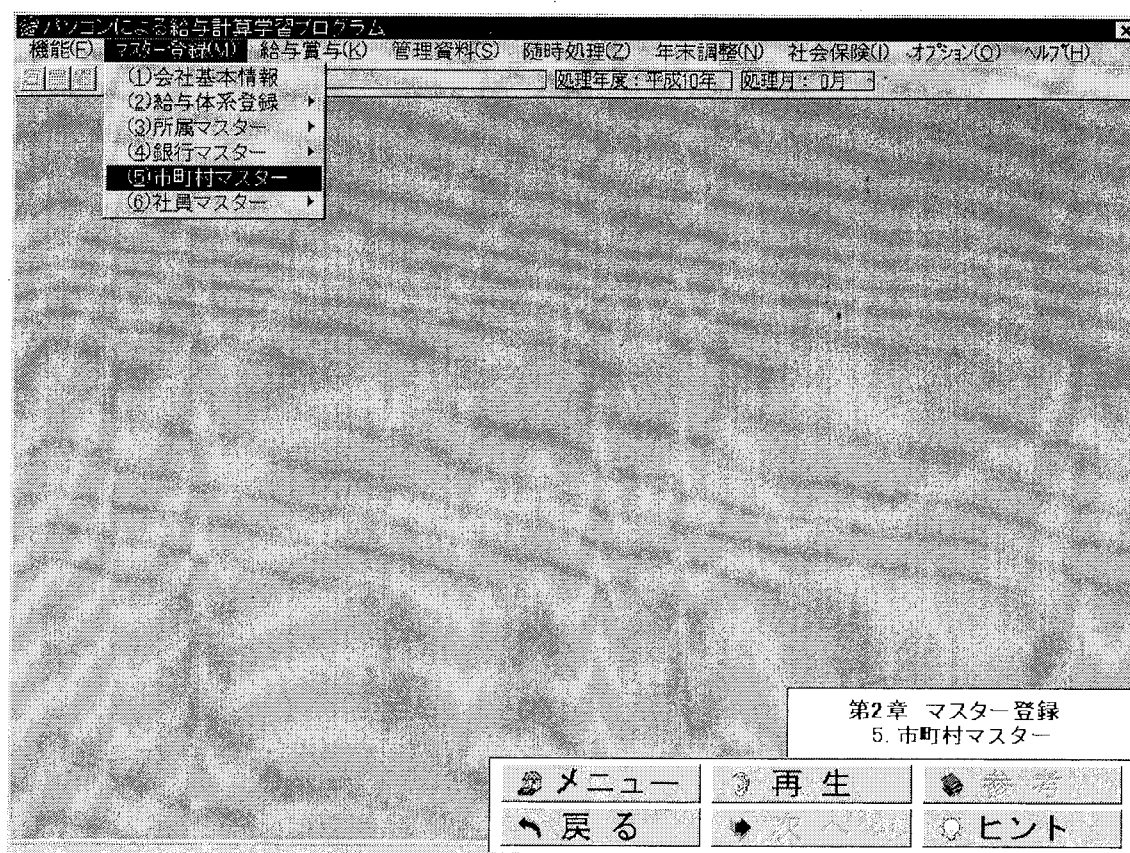 パソコンによる給与計算学習プログラム
機能(F) マスター登録(M) 給与賞与(K) 管理資料(S) 随時処理(Z) 年末調整(N) 社会保険(I) オプション(O) ヘルプ(H)
処理年度：平成10年 処理月： 0月
(1)会社基本情報
(2)給与体系登録
(3)所属マスター
(4)銀行マスター
(5)市町村マスター
(6)社員マスター
第2章 マスター登録
5. 市町村マスター
メニュー 再生 参考
戻る 次へ ヒント